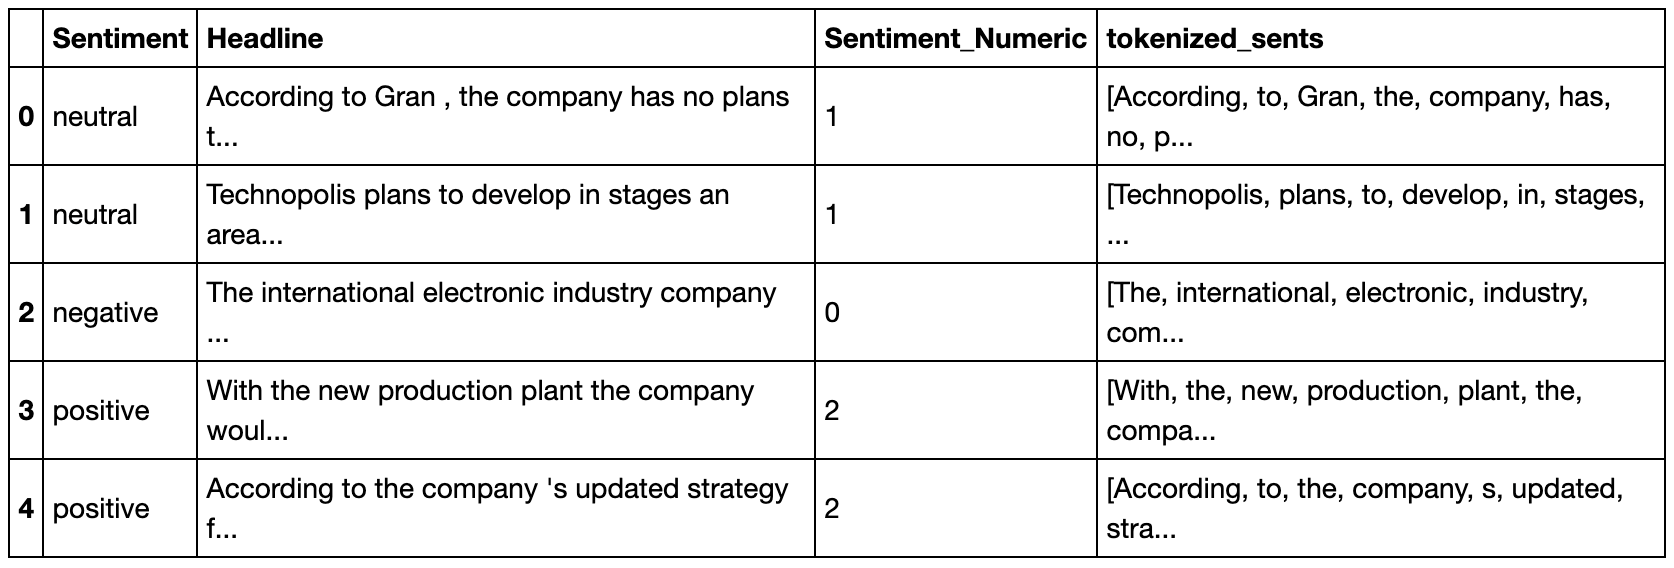 Sentiment Headline Sentiment_Numeric tokenized_sents
0 neutral According to Gran , the company has no plans t... 1 [According, to, Gran, the, company, has, no, p...
1 neutral Technopolis plans to develop in stages an area... 1 [Technopolis, plans, to, develop, in, stages, ...
2 negative The international electronic industry company ... 0 [The, international, electronic, industry, com...
3 positive With the new production plant the company woul... 2 [With, the, new, production, plant, the, compa...
4 positive According to the company 's updated strategy f... 2 [According, to, the, company, s, updated, stra...